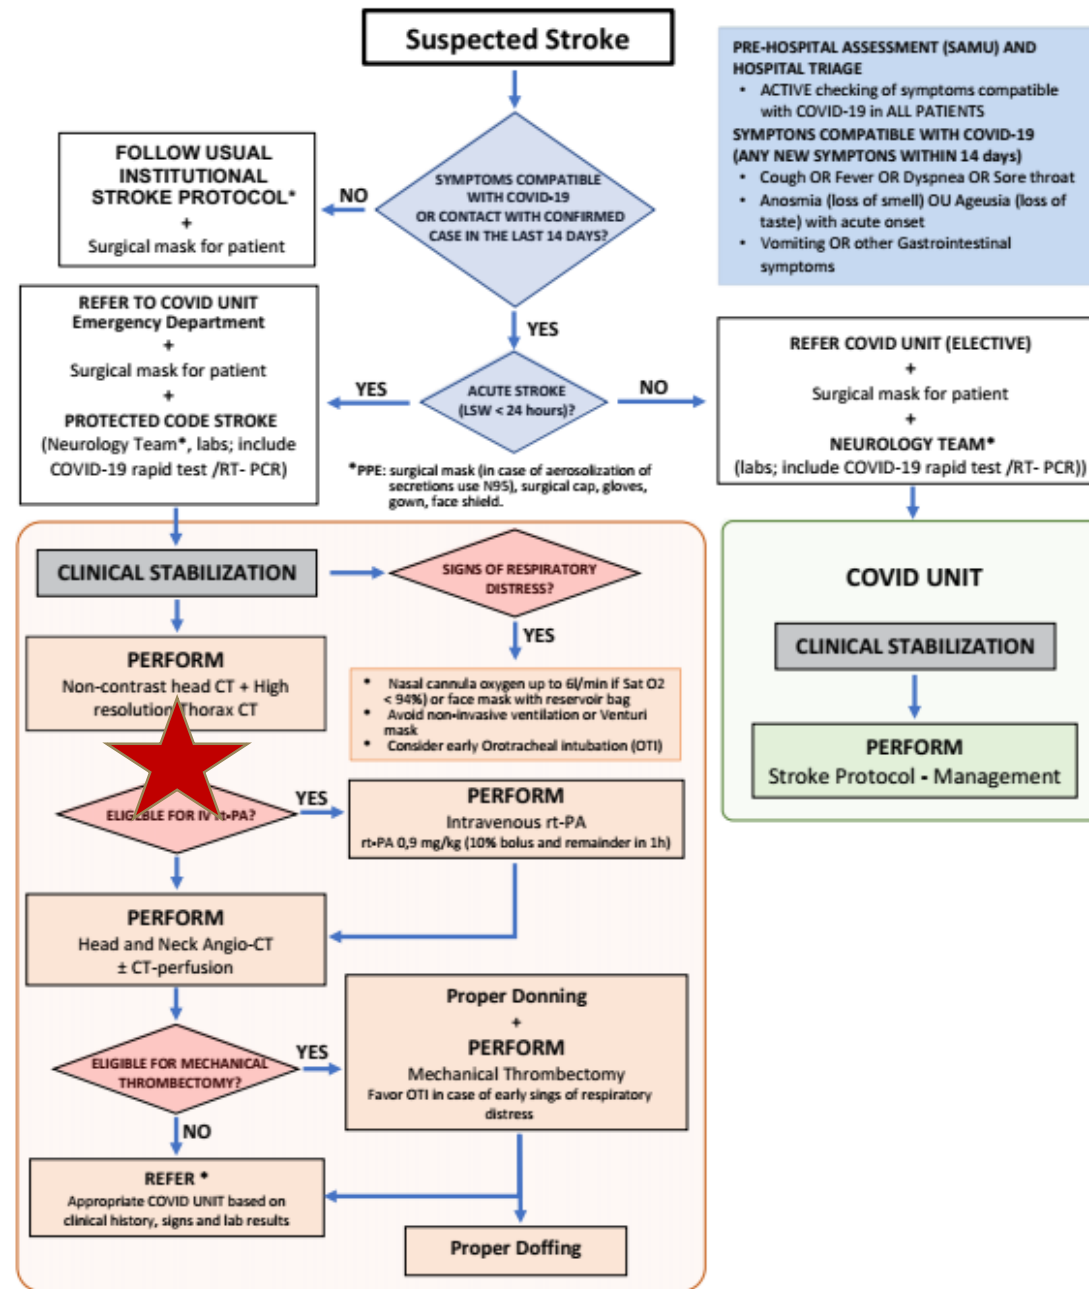 Suspected Stroke
PRE-HOSPITAL ASSESSMENT (SAMU) AND
HOSPITAL TRIAGE
• ACTIVE checking of symptoms compatible
with COVID-19 in ALL PATIENTS
SYMPTONS COMPATIBLE WITH COVID-19
(ANY NEW SYMPTOMS WITHIN 14 days)
• Cough OR Fever OR Dyspnea OR Sore throat
• Anosmia (loss of smell) OU Ageusia (loss of
taste) with acute onset
• Vomiting OR other Gastrointestinal
symptoms
FOLLOW USUAL
INSTITUTIONAL
STROKE PROTOCOL*
+
Surgical mask for patient
NO
SYMPTOMS COMPATIBLE
WITH COVID-19
OR CONTACT WITH CONFIRMED
CASE IN THE LAST 14 DAYS?
YES
REFER TO COVID UNIT
Emergency Department
+
Surgical mask for patient
+
PROTECTED CODE STROKE
(Neurology Team*, labs; include
COVID-19 rapid test /RT- PCR)
YES
ACUTE STROKE
(LSW < 24 hours)?
NO
REFER COVID UNIT (ELECTIVE)
+
Surgical mask for patient
+
NEUROLOGY TEAM*
(labs; include COVID-19 rapid test /RT- PCR))
*PPE: surgical mask (in case of aerosolization of
secretions use N95), surgical cap, gloves,
gown, face shield.
CLINICAL STABILIZATION
SIGNS OF RESPIRATORY
DISTRESS?
YES
COVID UNIT
CLINICAL STABILIZATION
PERFORM
Stroke Protocol - Management
PERFORM
Non-contrast head CT + High
resolution Thorax CT
• Nasal cannula oxygen up to 6l/min if Sat O2
< 94%) or face mask with reservoir bag
• Avoid non-invasive ventilation or Venturi
mask
• Consider early Orotracheal intubation (OTI)
ELIGIBLE FOR IV rt-PA?
YES
PERFORM
Intravenous rt-PA
rt-PA 0,9 mg/kg (10% bolus and remainder in 1h)
PERFORM
Head and Neck Angio-CT
± CT-perfusion
ELIGIBLE FOR MECHANICAL
THROMBECTOMY?
YES
NO
Proper Donning
+
PERFORM
Mechanical Thrombectomy
Favor OTI in case of early sings of respiratory
distress
REFER *
Appropriate COVID UNIT based on
clinical history, signs and lab results
Proper Doffing